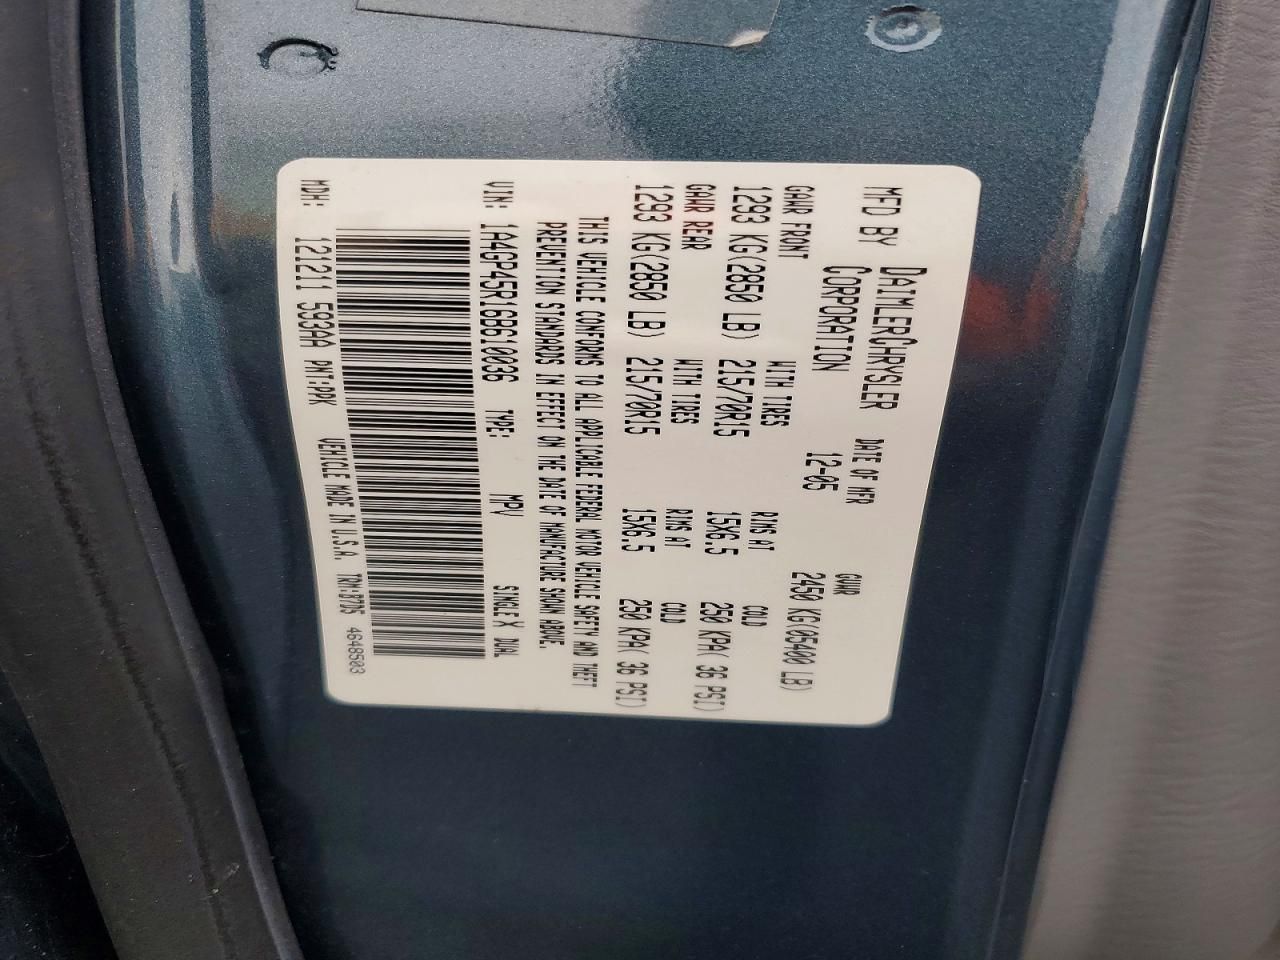 MFD BY DAIMLERCHRYSLER CORPORATION DATE OF MFR 12-05 GVWR 2450 KG(05400 LB)
GAWR FRONT WITH TIRES RIMS AT COLD
1293 KG(2850 LB) 215/70R15 15X6.5 250 KPA( 36 PSI)
GAWR REAR WITH TIRES RIMS AT COLD
1293 KG(2850 LB) 215/70R15 15X6.5 250 KPA( 36 PSI)
THIS VEHICLE CONFORMS TO ALL APPLICABLE FEDERAL MOTOR VEHICLE SAFETY AND THEFT
PREVENTION STANDARDS IN EFFECT ON THE DATE OF MANUFACTURE SHOWN ABOVE.
VIN: 1A4GP45R16B610036 TYPE: MPV SINGLE X DUAL
MDH: 121211 593AA PNT:PPK VEHICLE MADE IN U.S.A. TRM:B7D5 4648503